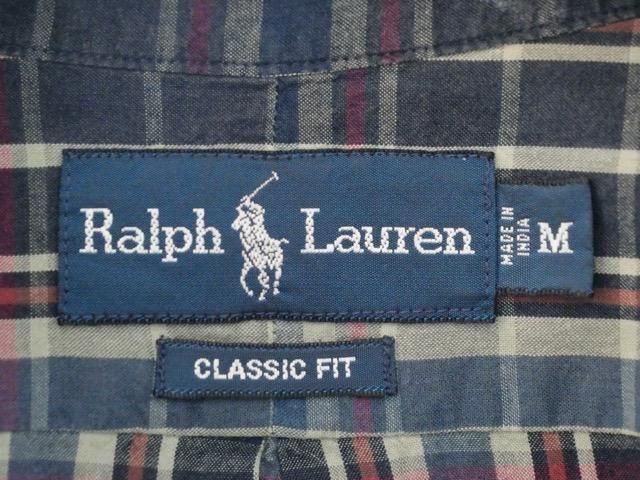 Ralph Lauren
MADE IN
INDIA
M
CLASSIC FIT